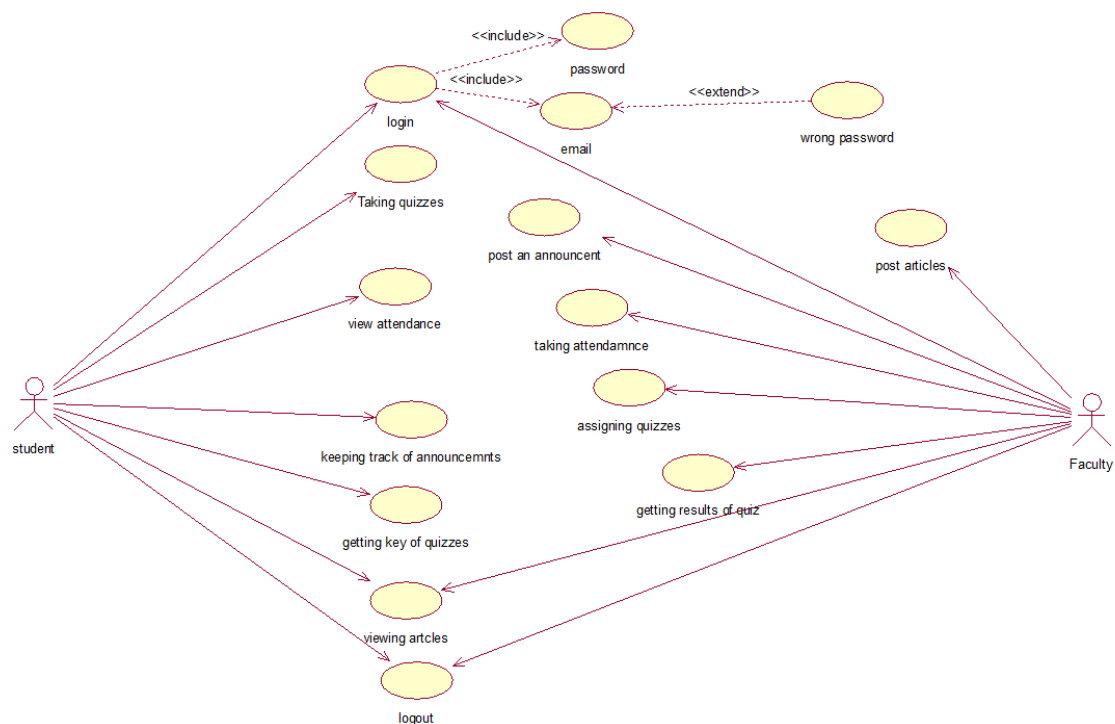 <<include>>
password
<<include>>
<<extend>>
login
email
wrong password
Taking quizzes
post an announcent
post articles
view attendance
taking attendamnce
assigning quizzes
student
keeping track of announcemnts
Faculty
getting results of quiz
getting key of quizzes
viewing artcles
logout